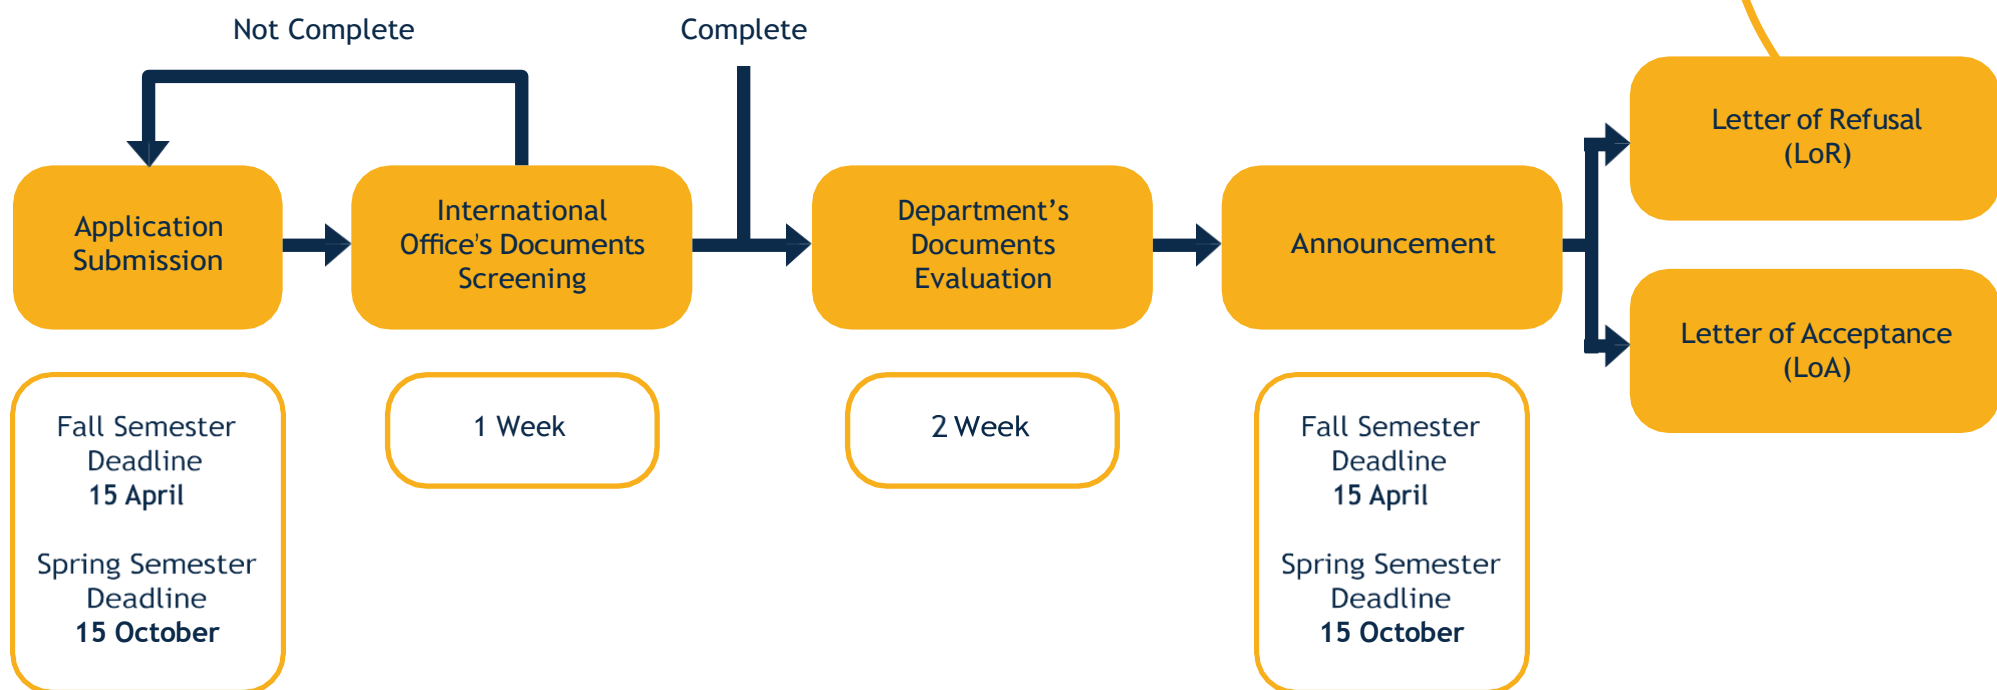 Not Complete
Complete
Application
Submission
International
Office's Documents
Screening
Department’s
Documents
Evaluation
Announcement
Letter of Refusal
(LoR)
Letter of Acceptance
(LoA)
Fall Semester
Deadline
15 April
Spring Semester
Deadline
15 October
1 Week
2 Week
Fall Semester
Deadline
15 April
Spring Semester
Deadline
15 October